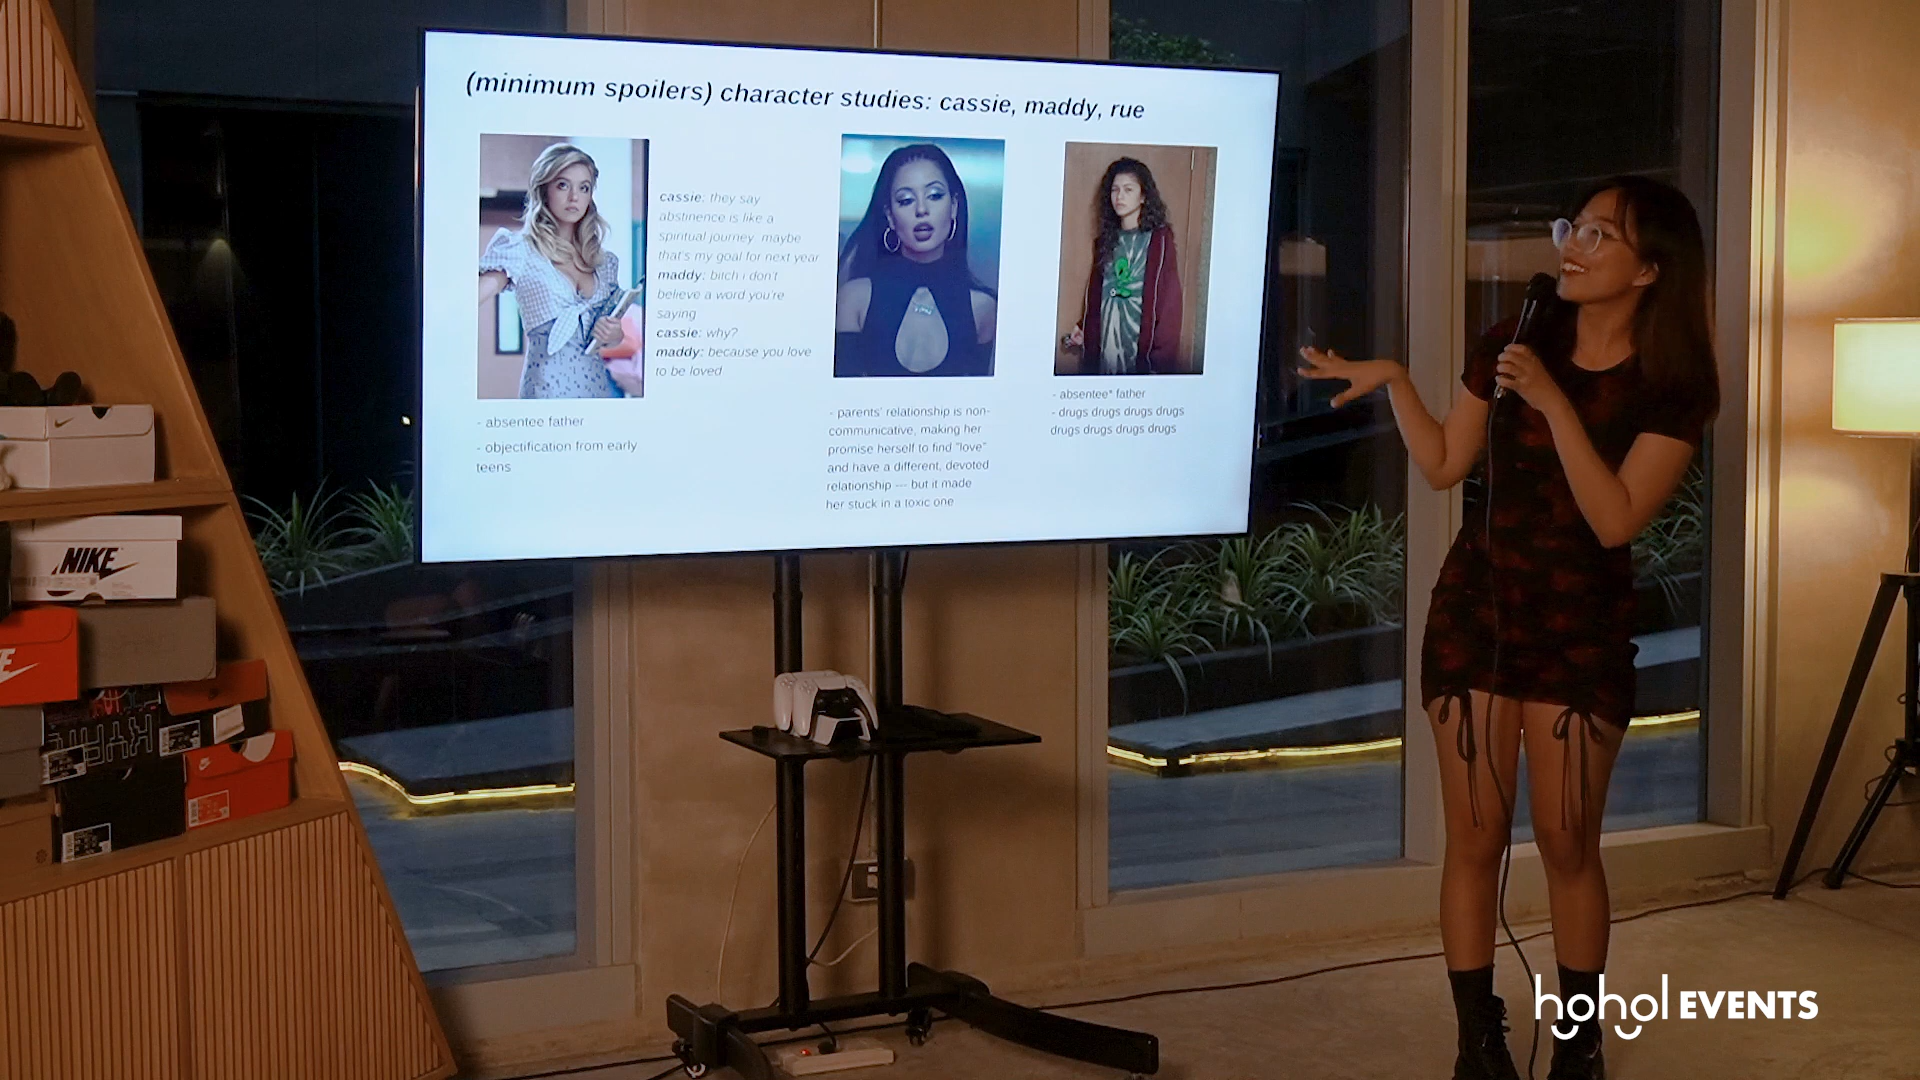 (minimum spoilers) character studies: cassie, maddy, rue
cassie: they say
abstinence is like a
spiritual journey maybe
that's my goal for next year
maddy: bitch i don't
believe a word you're
saying
cassie: why?
maddy: because you love
to be loved
- absentee father
- objectification from early
teens
- parents' relationship is non-
communicative, making her
promise herself to find "love"
and have a different, devoted
relationship --- but it made
her stuck in a toxic one
- absentee* father
- drugs drugs drugs drugs
drugs drugs drugs drugs
NIKE
hohol EVENTS